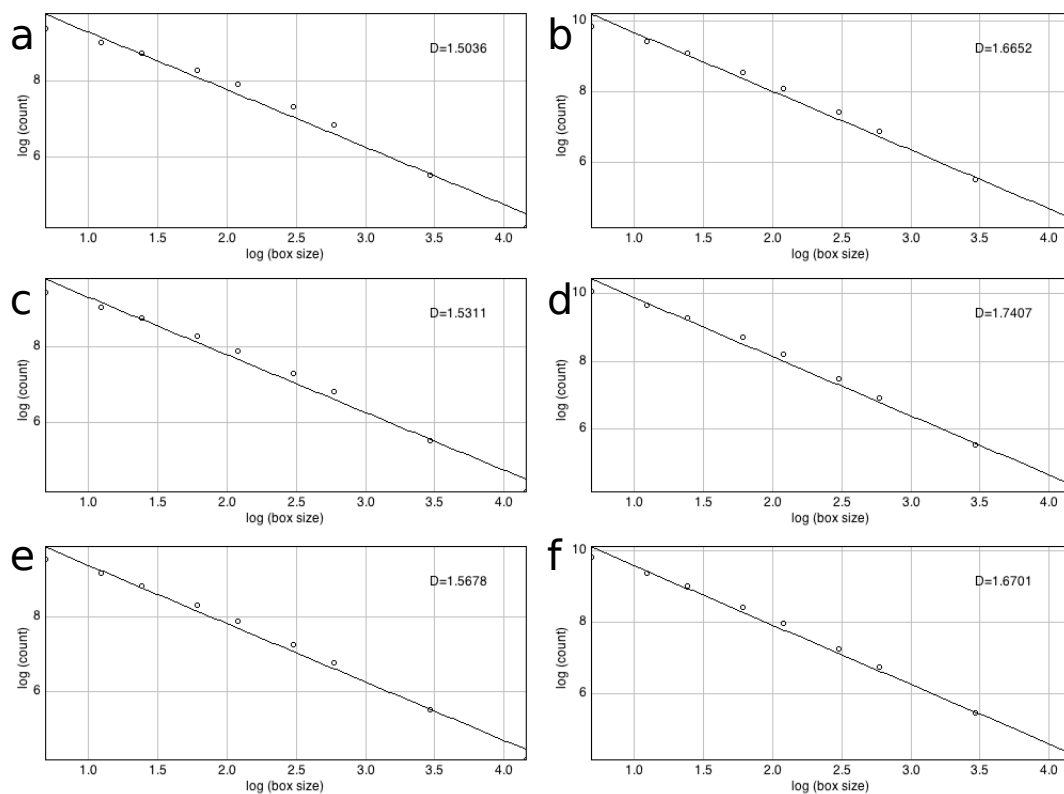 a
D=1.5036
8
6
log (count)
1.0 1.5 2.0 2.5 3.0 3.5 4.0
log (box size)
b
D=1.6652
10
8
6
log (count)
1.0 1.5 2.0 2.5 3.0 3.5 4.0
log (box size)
c
D=1.5311
8
6
log (count)
1.0 1.5 2.0 2.5 3.0 3.5 4.0
log (box size)
d
D=1.7407
10
8
6
log (count)
1.0 1.5 2.0 2.5 3.0 3.5 4.0
log (box size)
e
D=1.5678
8
6
log (count)
1.0 1.5 2.0 2.5 3.0 3.5 4.0
log (box size)
f
D=1.6701
10
8
6
log (count)
1.0 1.5 2.0 2.5 3.0 3.5 4.0
log (box size)